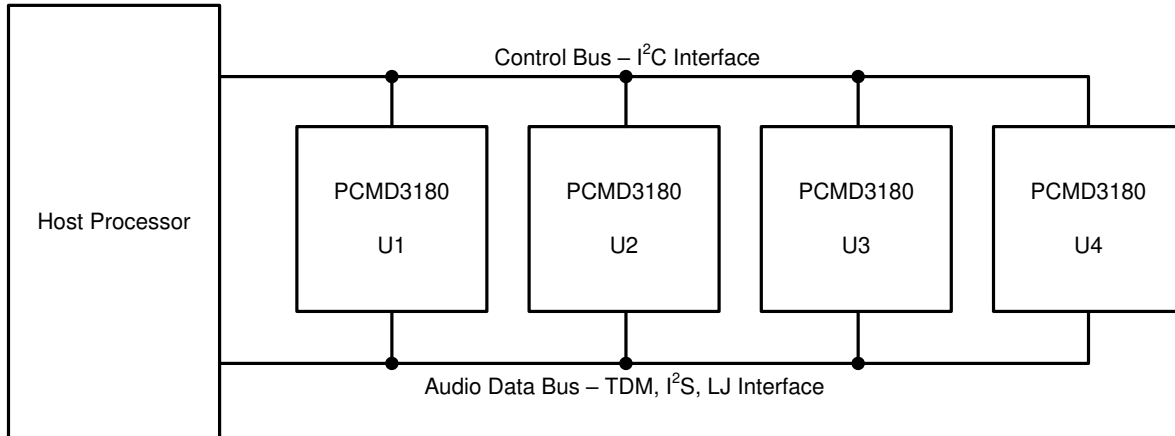 Control Bus – I²C Interface
PCMD3180
PCMD3180
PCMD3180
PCMD3180
Host Processor
U1
U2
U3
U4
Audio Data Bus – TDM, I²S, LJ Interface